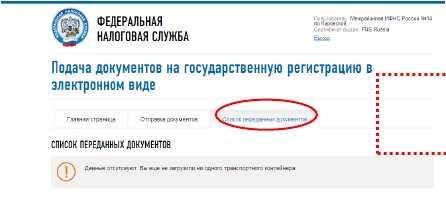 ФЕДЕРАЛЬНАЯ
НАЛОГОВАЯ СЛУЖБА
Пользователь: Межрайонная ИФНС России №14
по Кировской
Сертификат выдан: FNS Russia
Выход
Подача документов на государственную регистрацию в
электронном виде
Главная страница
Отправка документов
Список переданных документов
СПИСОК ПЕРЕДАННЫХ ДОКУМЕНТОВ
Данные отсутсвуют. Вы еще не загрузили ни одного транспортного контейнера.